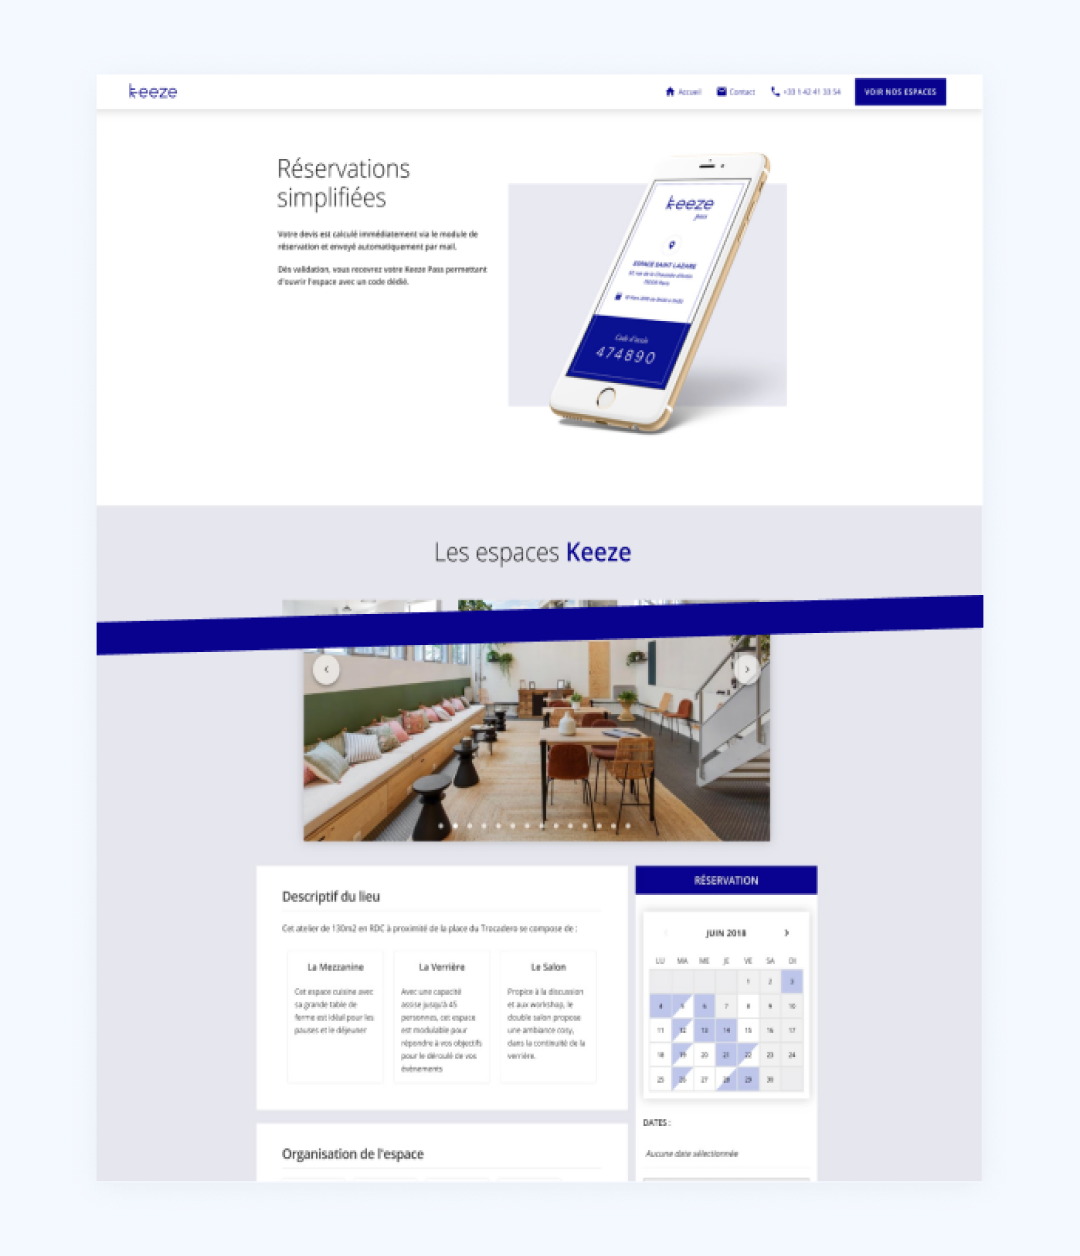 keeze
Accueil
Contact
+33 1 42 41 33 54
VOIR NOS ESPACES
Réservations
simplifiées
Votre devis est calculé immédiatement via le module de
réservation et envoyé automatiquement par mail.
Dès validation, vous recevrez votre Keeze Pass permettant
d'ouvrir l'espace avec un code dédié.
keeze
pass
ESPACE SAINT LAZARE
75009 Paris
Code d'accès
474890
Les espaces Keeze
Descriptif du lieu
Cet atelier de 130m2 en RDC à proximité de la place du Trocadero se compose de :
La Mezzanine
Cet espace cuisine avec
sa grande table de
ferme est idéal pour les
pauses et le déjeuner
La Verrière
Avec une capacité
assise jusqu'à 45
personnes, cet espace
est modulable pour
répondre à vos objectifs
pour le déroulé de vos
évènements
Le Salon
Propice à la discussion
et aux workshop, le
double salon propose
une ambiance cosy,
dans la continuité de la
verrière.
Organisation de l'espace
RÉSERVATION
JUIN 2018
LU MA ME JE VE SA DI
1 2 3
4 5 6 7 8 9 10
11 12 13 14 15 16 17
18 19 20 21 22 23 24
25 26 27 28 29 30
DATES :
Aucune date sélectionnée